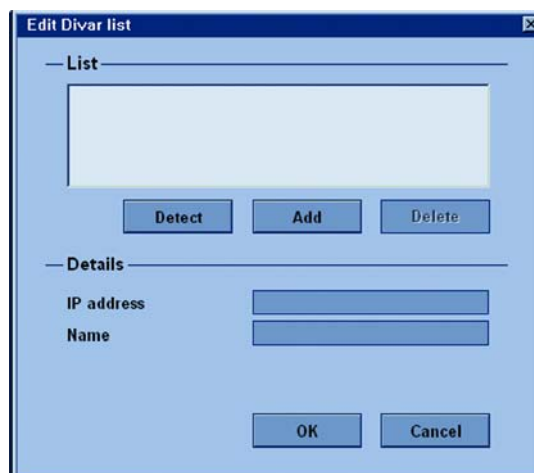 Edit Divar list
List
Detect Add Delete
Details
IP address
Name
OK Cancel